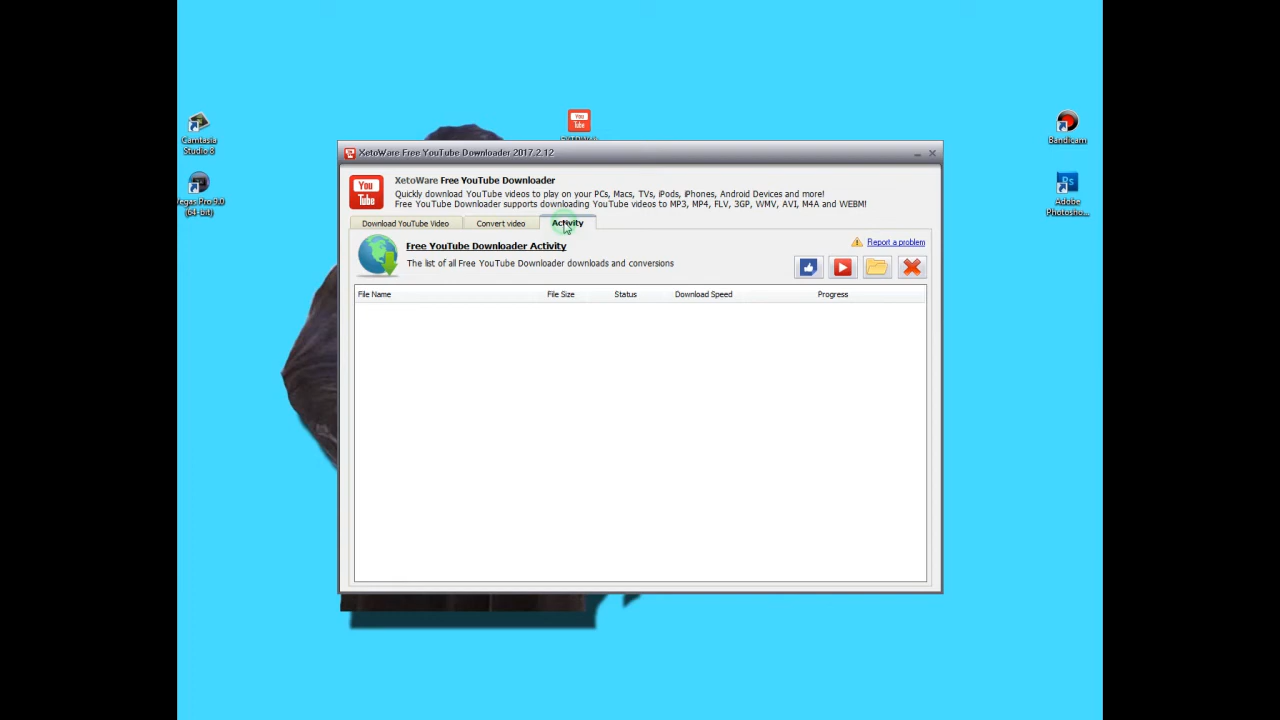 Camtasia
Studio 8
Vegas Pro 9.0
(64-bit)
You
Tube
Bandicam
Ps
Adobe
Photosho...
XetoWare Free YouTube Downloader 2017.2.12
You
Tube
XetoWare Free YouTube Downloader
Quickly download YouTube videos to play on your PCs, Macs, TVs, iPods, iPhones, Android Devices and more!
Free YouTube Downloader supports downloading YouTube videos to MP3, MP4, FLV, 3GP, WMV, AVI, M4A and WEBM!
Download YouTube Video
Convert video
Activity
Free YouTube Downloader Activity
Report a problem
The list of all Free YouTube Downloader downloads and conversions
File Name
File Size
Status
Download Speed
Progress